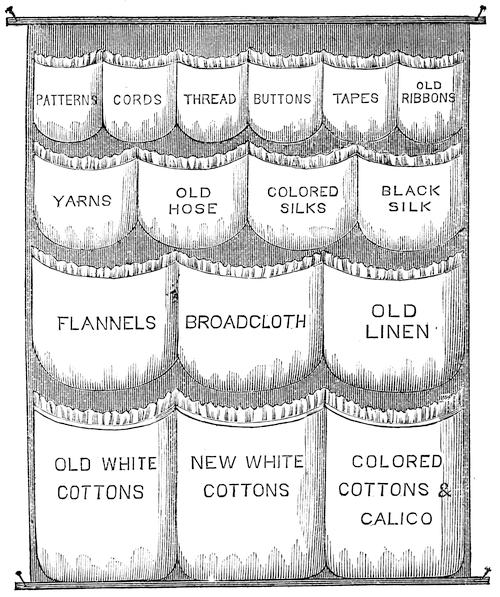 PATTERNS
CORDS
THREAD
BUTTONS
TAPES
OLD
RIBBONS
YARNS
OLD
HOSE
COLORED
SILKS
BLACK
SILK
FLANNELS
BROADCLOTH
OLD
LINEN
OLD WHITE
COTTONS
NEW WHITE
COTTONS
COLORED
COTTONS &
CALICO